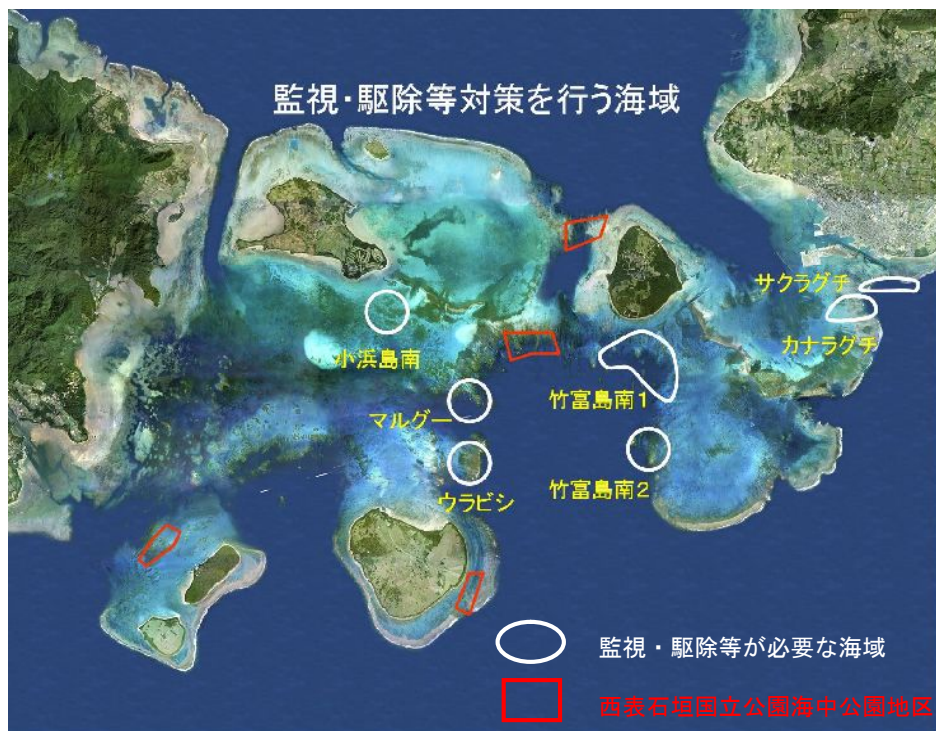 監視・駆除等対策を行う海域
サクラグチ
カナラグチ
小浜島南
竹富島南1
マルグー
竹富島南2
ウラビシ
監視・駆除等が必要な海域
西表石垣国立公園海中公園地区